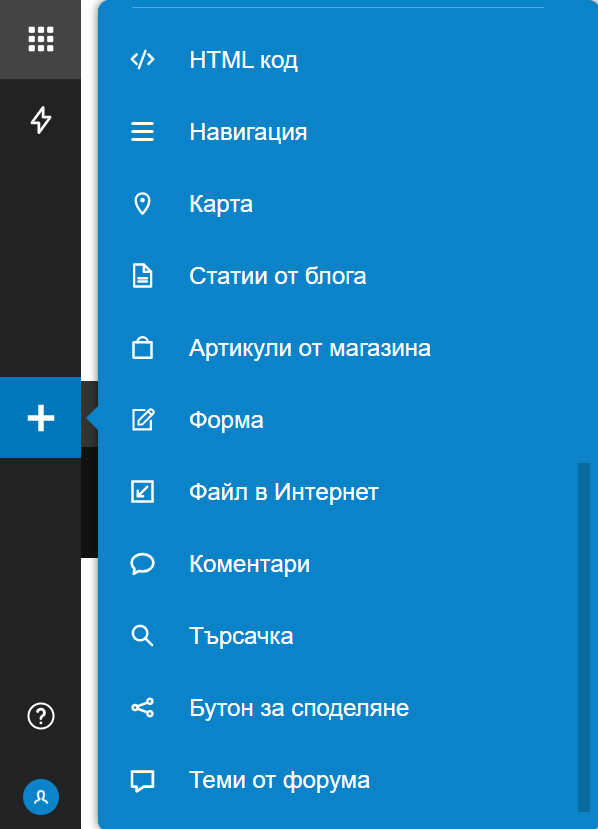 HTML код
Навигация
Карта
Статии от блога
Артикули от магазина
Форма
Файл в Интернет
Коментари
Търсачка
Бутон за споделяне
Теми от форума